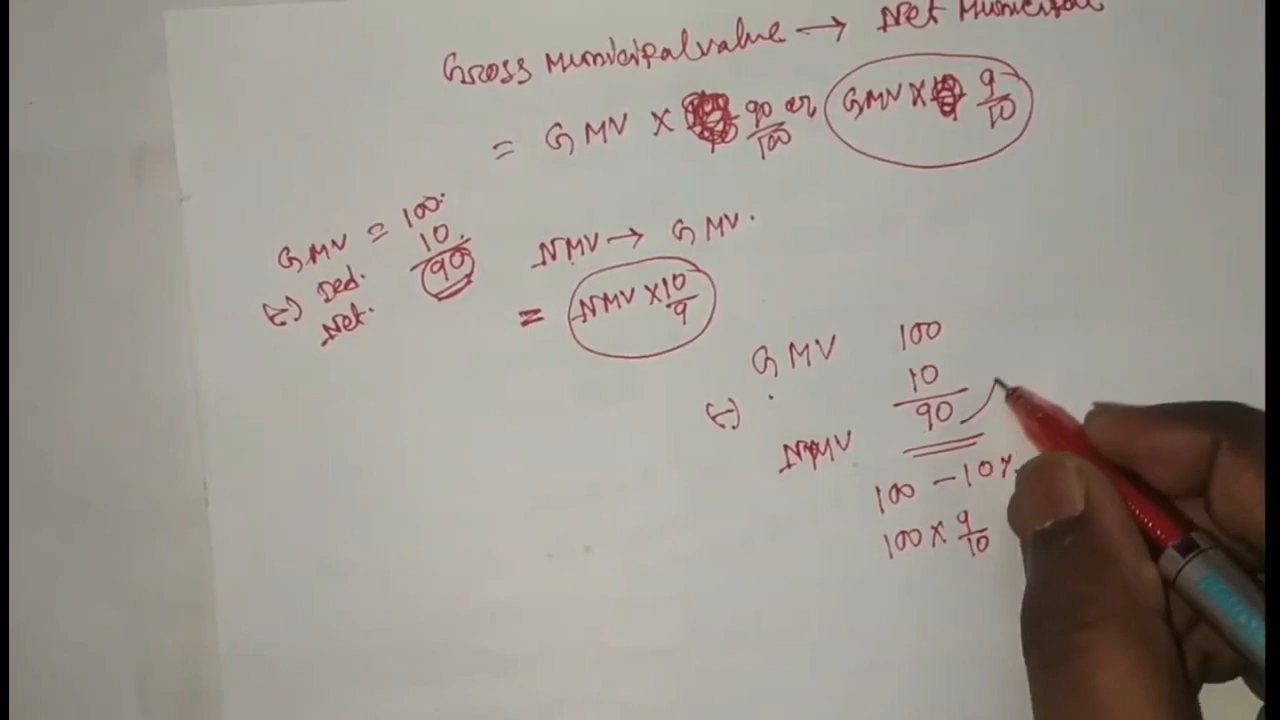 Gross Municipal value → Net Municipal
= GMV × 90/100 or GMV × 9/10
GMV = 100.
(-) Ded. 10.
Net. 90
NMV → GMV.
= NMV × 10/9
GMV 100
(-) 10
NMV 90
100 - 10%
100 × 9/10